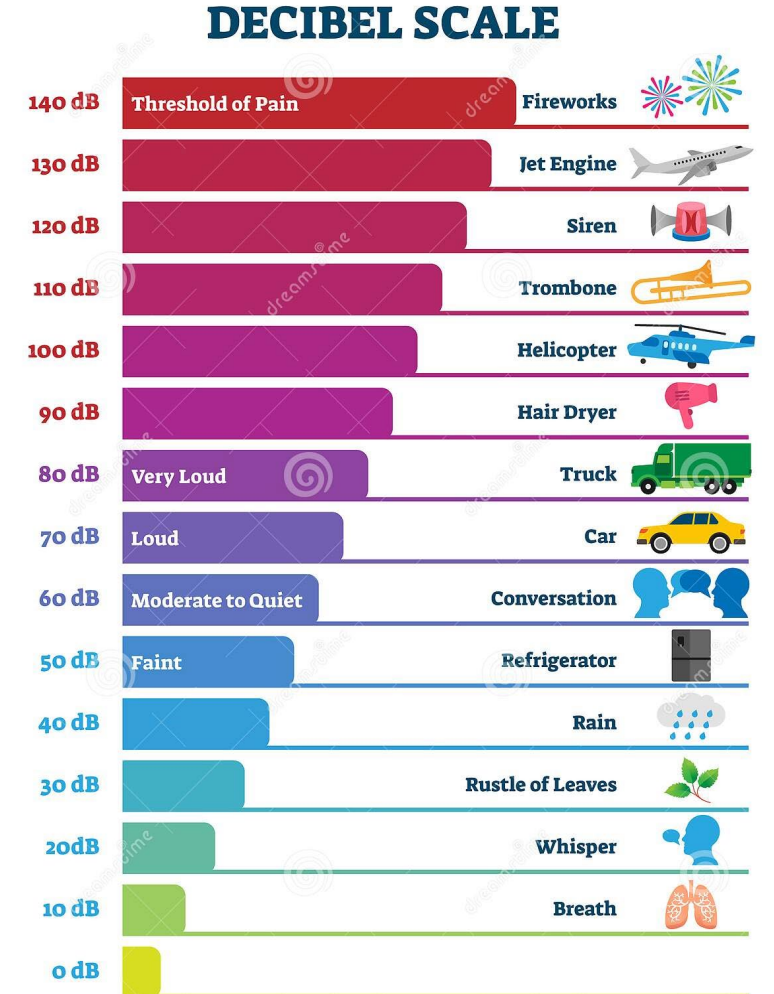 DECIBEL SCALE
140 dB Threshold of Pain Fireworks
130 dB Jet Engine
120 dB Siren
110 dB Trombone
100 dB Helicopter
90 dB Hair Dryer
80 dB Very Loud Truck
70 dB Loud Car
60 dB Moderate to Quiet Conversation
50 dB Faint Refrigerator
40 dB Rain
30 dB Rustle of Leaves
20dB Whisper
10 dB Breath
0 dB
dreamstime